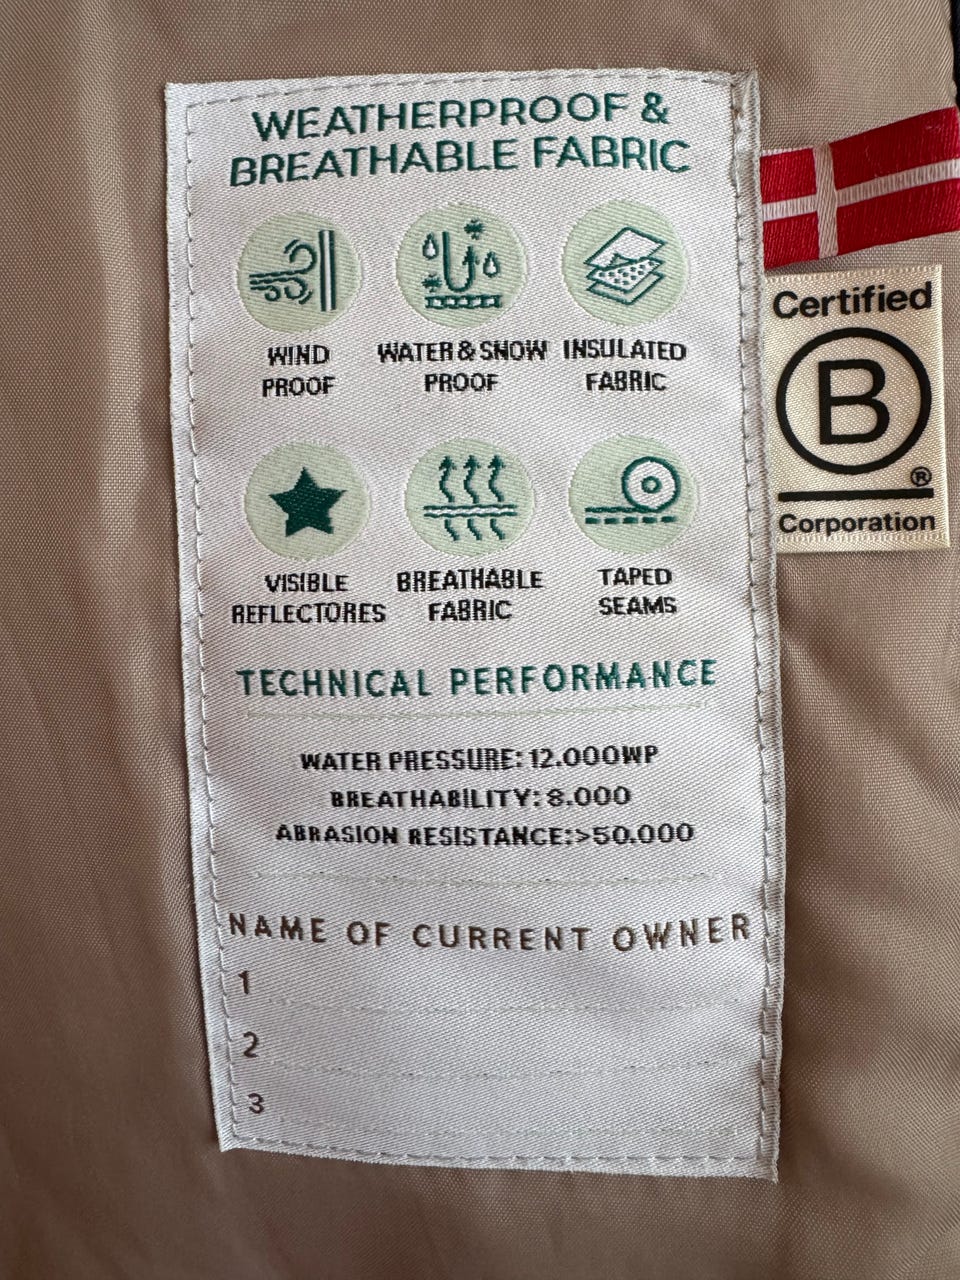 WEATHERPROOF &
BREATHABLE FABRIC
WIND
PROOF
WATER & SNOW
PROOF
INSULATED
FABRIC
VISIBLE
REFLECTORES
BREATHABLE
FABRIC
TAPED
SEAMS
TECHNICAL PERFORMANCE
WATER PRESSURE: 12.000WP
BREATHABILITY: 8.000
ABRASION RESISTANCE:>50.000
NAME OF CURRENT OWNER
1
2
3
Certified
B
®
Corporation